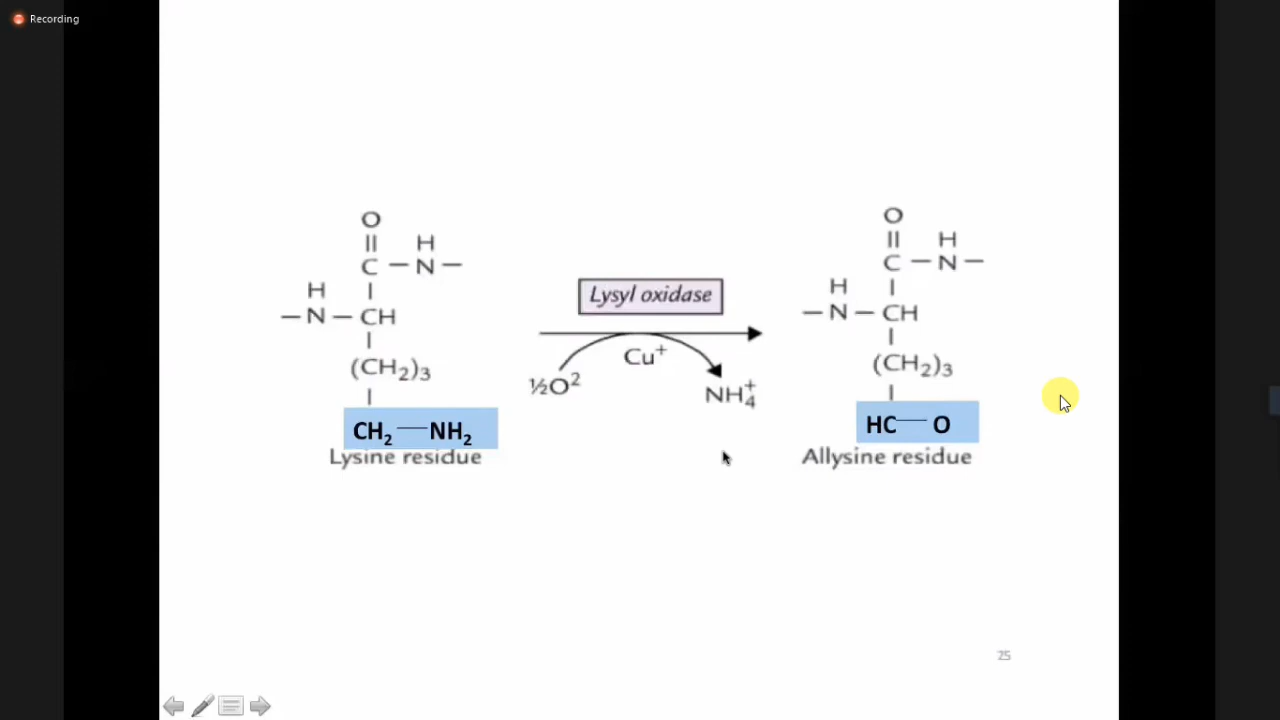 Recording
O
||
C – N –
H
H
– N – CH
|
(CH₂)₃
|
CH₂ — NH₂
Lysine residue
Lysyl oxidase
Cu⁺
½O²
NH₄⁺
O
||
C – N –
H
H
– N – CH
|
(CH₂)₃
|
HC — O
Allysine residue
25